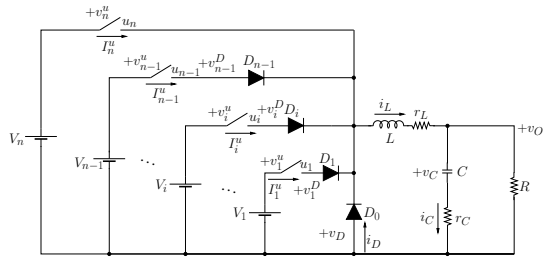 +v_n^u u_n
I_n^u
+v_{n-1}^u u_{n-1} +v_{n-1}^D D_{n-1}
I_{n-1}^u
+v_i^u u_i +v_i^D D_i
I_i^u
i_L r_L
L
+v_O
V_n
V_{n-1} ...
V_i ...
+v_1^u u_1 D_1
I_1^u +v_1^D
V_1
+v_C C
R
D_0
+v_D i_D
i_C r_C